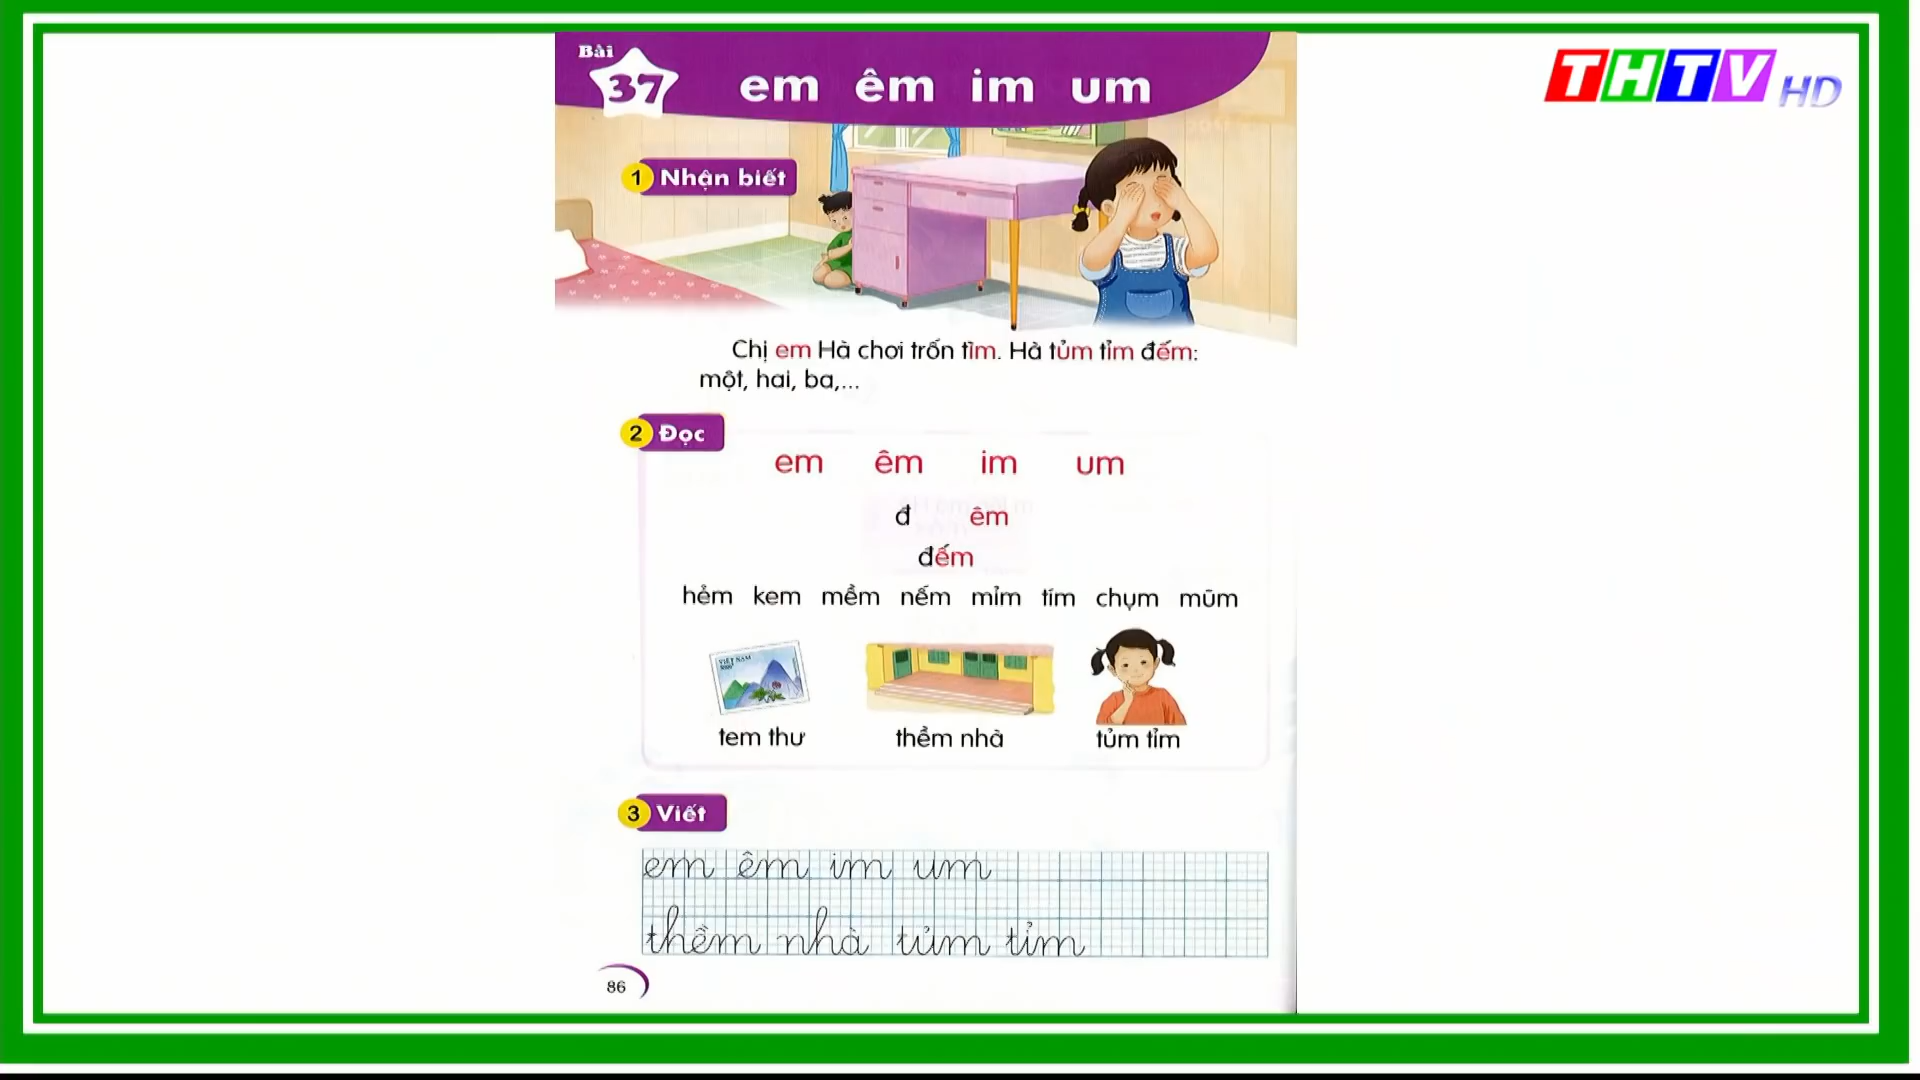 Bài
37
em êm im um
THTV HD
1 Nhận biết
Chị em Hà chơi trốn tìm. Hà tủm tỉm đếm:
một, hai, ba,...
2 Đọc
em êm im um
đ êm
đếm
hẻm kem mềm nếm mỉm tím chụm mũm
VIỆT NAM
tem thư thềm nhà tủm tỉm
3 Viết
em êm im um
thềm nhà tủm tỉm
86